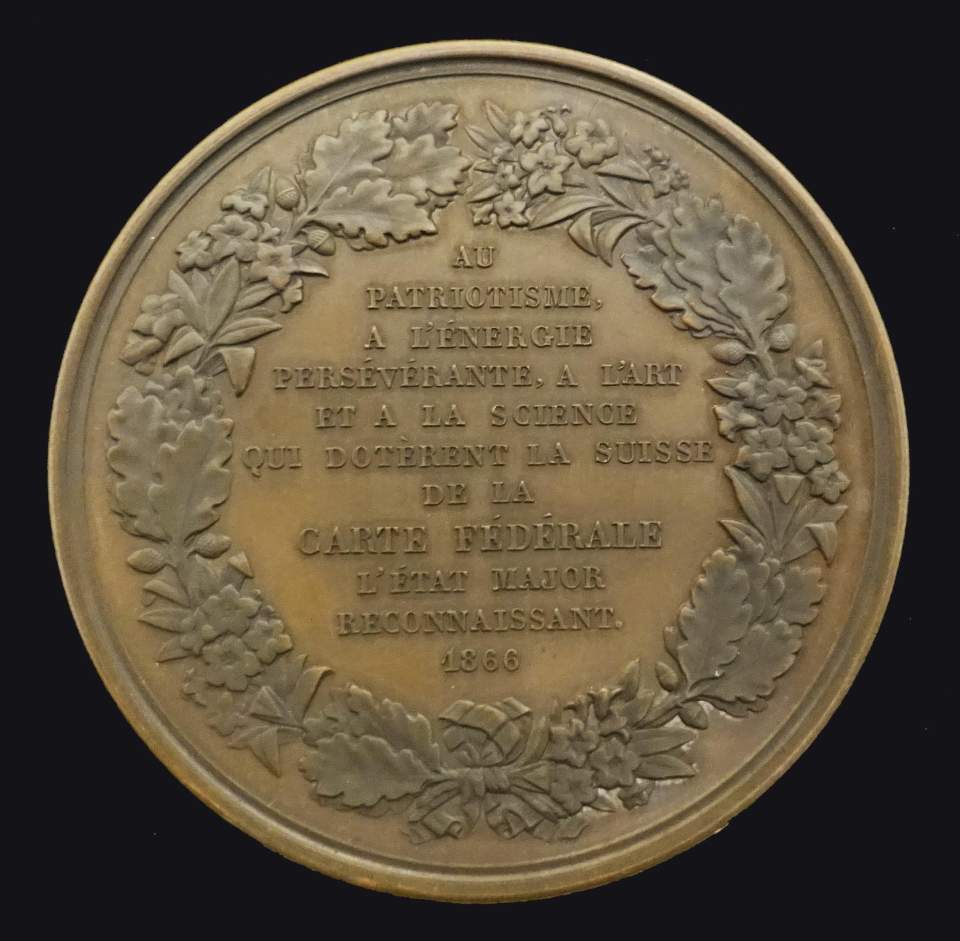 AU
PATRIOTISME,
A L'ÉNERGIE
PERSÉVÉRANTE, A L'ART
ET A LA SCIENCE
QUI DOTÈRENT LA SUISSE
DE LA
CARTE FÉDÉRALE
L'ÉTAT MAJOR
RECONNAISSANT.
1866